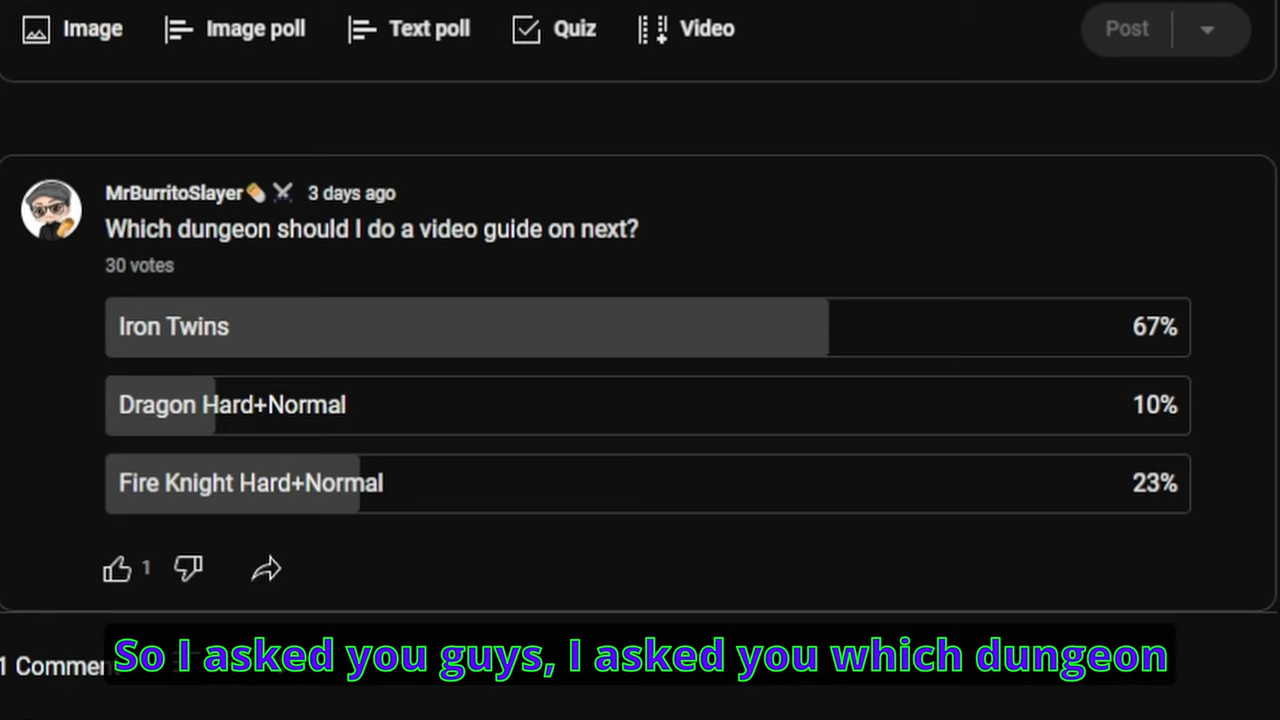 Image Image poll Text poll Quiz Video Post
MrBurritoSlayer 3 days ago
Which dungeon should I do a video guide on next?
30 votes
Iron Twins 67%
Dragon Hard+Normal 10%
Fire Knight Hard+Normal 23%
1
So I asked you guys, I asked you which dungeon
1